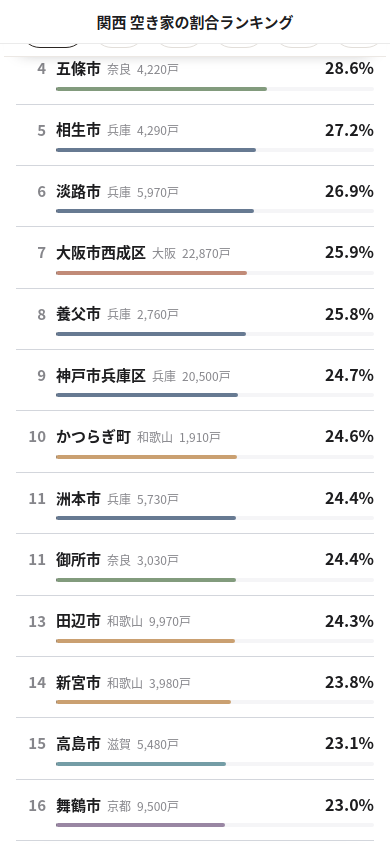 関西 空き家の割合ランキング
4 五條市 奈良 4,220戸 28.6%
5 相生市 兵庫 4,290戸 27.2%
6 淡路市 兵庫 5,970戸 26.9%
7 大阪市西成区 大阪 22,870戸 25.9%
8 養父市 兵庫 2,760戸 25.8%
9 神戸市兵庫区 兵庫 20,500戸 24.7%
10 かつらぎ町 和歌山 1,910戸 24.6%
11 洲本市 兵庫 5,730戸 24.4%
11 御所市 奈良 3,030戸 24.4%
13 田辺市 和歌山 9,970戸 24.3%
14 新宮市 和歌山 3,980戸 23.8%
15 高島市 滋賀 5,480戸 23.1%
16 舞鶴市 京都 9,500戸 23.0%